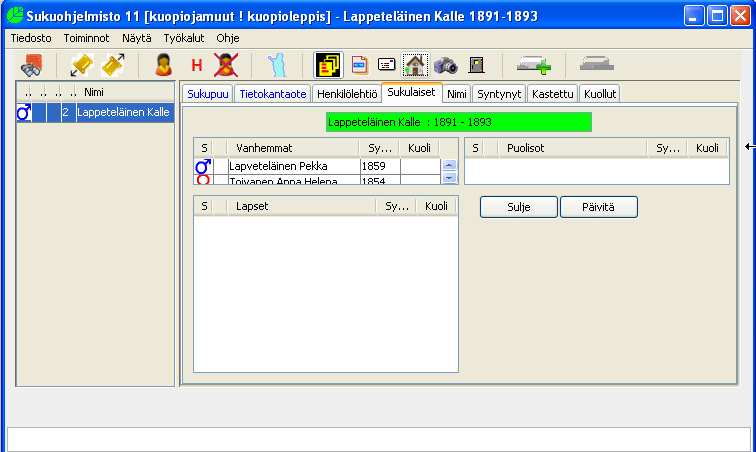 Sukuohjelmisto 11 [kuopiojamuut ! kuopioleppis] - Lappeteläinen Kalle 1891-1893
Tiedosto Toiminnot Näytä Työkalut Ohje
H
.. .. .. .. Nimi
2 Lappeteläinen Kalle
Sukupuu Tietokantaote Henkilölehtiö Sukulaiset Nimi Syntynyt Kastettu Kuollut
Lappeteläinen Kalle : 1891 - 1893
S Vanhemmat Sy... Kuoli
Lapveteläinen Pekka 1859
Toivanen Anna Helena 1854
S Puolisot Sy... Kuoli
S Lapset Sy... Kuoli
Sulje Päivitä